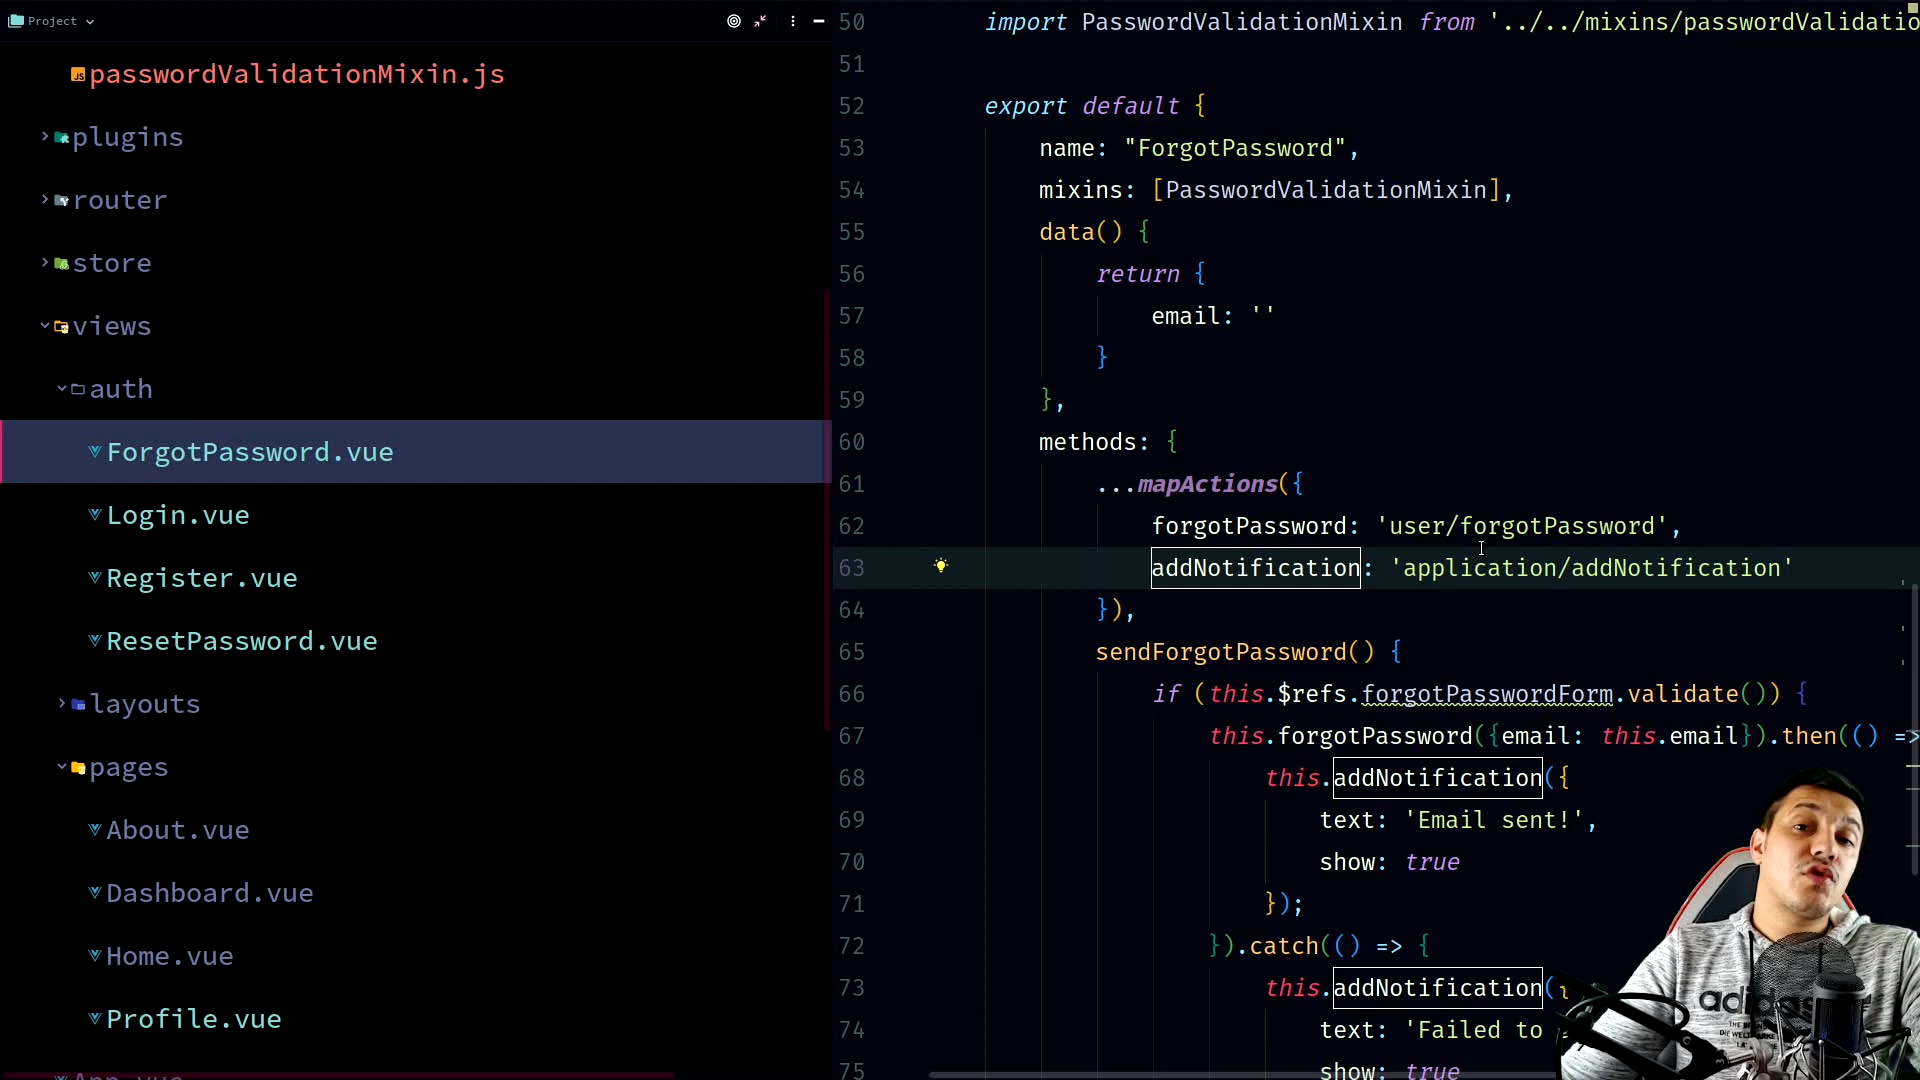 Project
passwordValidationMixin.js
plugins
router
store
views
auth
ForgotPassword.vue
Login.vue
Register.vue
ResetPassword.vue
layouts
pages
About.vue
Dashboard.vue
Home.vue
Profile.vue
App.vue
50 import PasswordValidationMixin from '../../mixins/passwordValidatio
51
52 export default {
53 name: "ForgotPassword",
54 mixins: [PasswordValidationMixin],
55 data() {
56 return {
57 email: ''
58 }
59 },
60 methods: {
61 ...mapActions({
62 forgotPassword: 'user/forgotPassword',
63 addNotification: 'application/addNotification'
64 }),
65 sendForgotPassword() {
66 if (this.$refs.forgotPasswordForm.validate()) {
67 this.forgotPassword({email: this.email}).then(() =>
68 this.addNotification({
69 text: 'Email sent!',
70 show: true
71 });
72 }).catch(() => {
73 this.addNotification({
74 text: 'Failed to
75 show: true
adidas